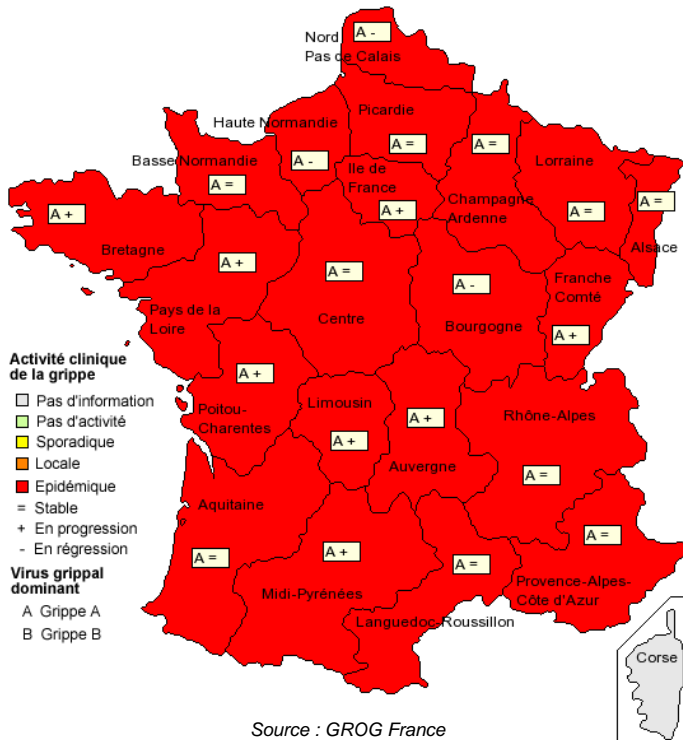 Nord
Pas de Calais
A -
Haute Normandie
Picardie
A =
A =
Basse Normandie
A -
Lorraine
A =
Ile de
France
A =
A =
A +
A +
Champagne
Ardenne
Bretagne
A +
Alsace
A =
A -
Franche
Comté
Pays de la
Loire
Centre
Bourgogne
A +
Activité clinique
de la grippe
Pas d'information
Pas d'activité
Sporadique
Locale
Epidémique
= Stable
+ En progression
- En régression
Virus grippal
dominant
A Grippe A
B Grippe B
A +
Poitou-
Charentes
Limousin
A +
A +
Auvergne
Rhône-Alpes
A =
Aquitaine
A =
A +
Midi-Pyrénées
A =
Languedoc-Roussillon
A =
Provence-Alpes-
Côte d'Azur
Corse
Source : GROG France